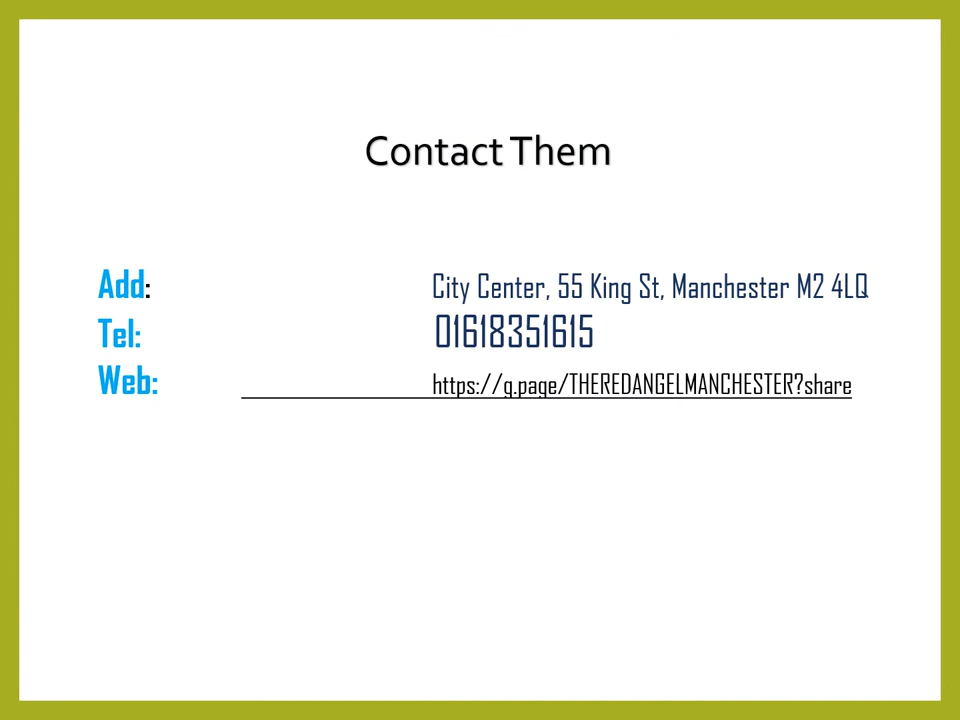 Contact Them
Add: City Center, 55 King St, Manchester M2 4LQ
Tel: 01618351615
Web: https://g.page/THEREDANGELMANCHESTER?share